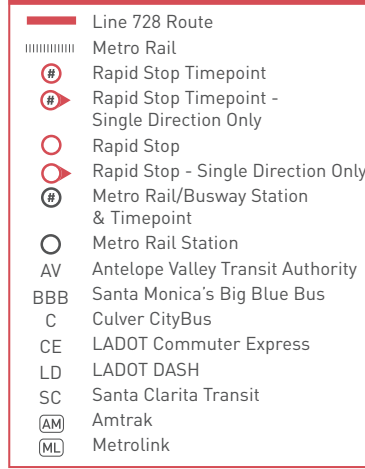 Line 728 Route
Metro Rail
# Rapid Stop Timepoint
# Rapid Stop Timepoint -
Single Direction Only
Rapid Stop
Rapid Stop - Single Direction Only
# Metro Rail/Busway Station
& Timepoint
Metro Rail Station
AV Antelope Valley Transit Authority
BBB Santa Monica's Big Blue Bus
C Culver CityBus
CE LADOT Commuter Express
LD LADOT DASH
SC Santa Clarita Transit
AM Amtrak
ML Metrolink